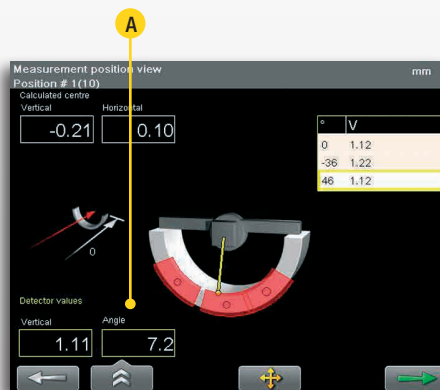 A
Measurement position view
mm
Position # 1(10)
Calculated centre
Vertical Horizontal
-0.21 0.10
° V
0 1.12
-36 1.22
46 1.12
0
Detector values
Vertical Angle
1.11 7.2